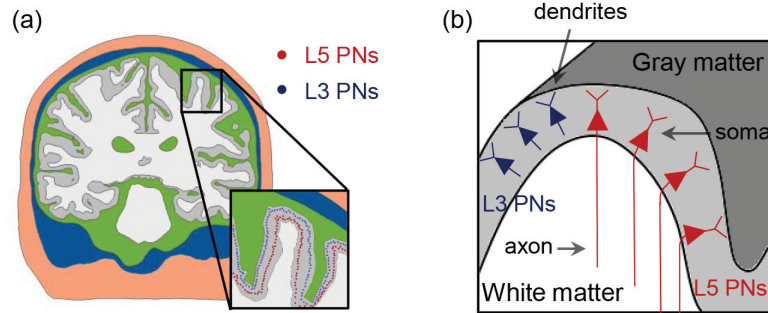 (a)
L5 PNs
L3 PNs
(b)
dendrites
Gray matter
soma
L3 PNs
axon
White matter
L5 PNs